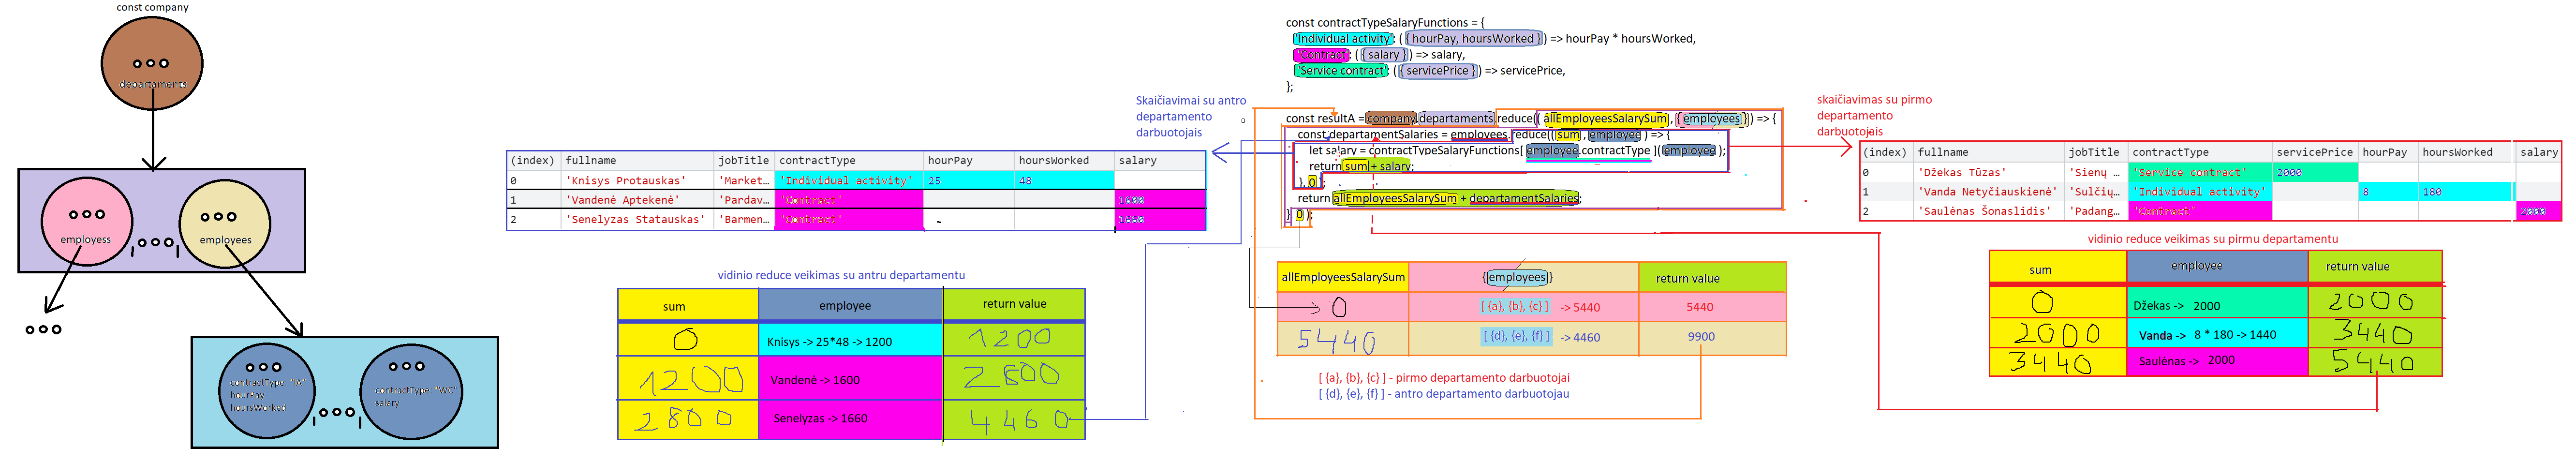 const company
departaments
employess
employees
contractType: "IA"
hourPay
hoursWorked
contractType: "WC"
salary
Skaičiavimai su antro
departamento
darbuotojais
(index) fullname jobTitle contractType hourPay hoursWorked salary
0 'Knisys Protauskas' 'Market… 'Individual activity' 25 48
1 'Vandenė Aptekenė' 'Pardav… 'Contract' 1600
2 'Senelyzas Statauskas' 'Barmen… 'Contract' 1660
vidinio reduce veikimas su antru departamentu
sum employee return value
0 Knisys -> 25*48 -> 1200 1200
1200 Vandenė -> 1600 2800
2800 Senelyzas -> 1660 4460
const contractTypeSalaryFunctions = {
'Individual activity': ( { hourPay, hoursWorked } ) => hourPay * hoursWorked,
'Contract': ( { salary } ) => salary,
'Service contract': ( { servicePrice } ) => servicePrice,
};
const resultA = company.departaments.reduce(( allEmployeesSalarySum , { employees }) => {
const departamentSalaries = employees.reduce(( sum , employee ) => {
let salary = contractTypeSalaryFunctions[ employee.contractType ]( employee );
return sum + salary;
}, 0 );
return allEmployeesSalarySum + departamentSalaries;
}, 0 );
allEmployeesSalarySum {employees} return value
0 [ {a}, {b}, {c} ] -> 5440 5440
5440 [ {d}, {e}, {f} ] -> 4460 9900
[ {a}, {b}, {c} ] - pirmo departamento darbuotojai
[ {d}, {e}, {f} ] - antro departamento darbuotojau
skaičiavimas su pirmo
departamento
darbuotojais
(index) fullname jobTitle contractType servicePrice hourPay hoursWorked salary
0 'Džekas Tūzas' 'Sienų … 'Service contract' 2000
1 'Vanda Netyčiauskienė' 'Sulčių… 'Individual activity' 8 180
2 'Saulėnas Šonaslidis' 'Padang… 'Contract' 2000
vidinio reduce veikimas su pirmu departamentu
sum employee return value
0 Džekas -> 2000 2000
2000 Vanda -> 8 * 180 -> 1440 3440
3440 Saulėnas -> 2000 5440